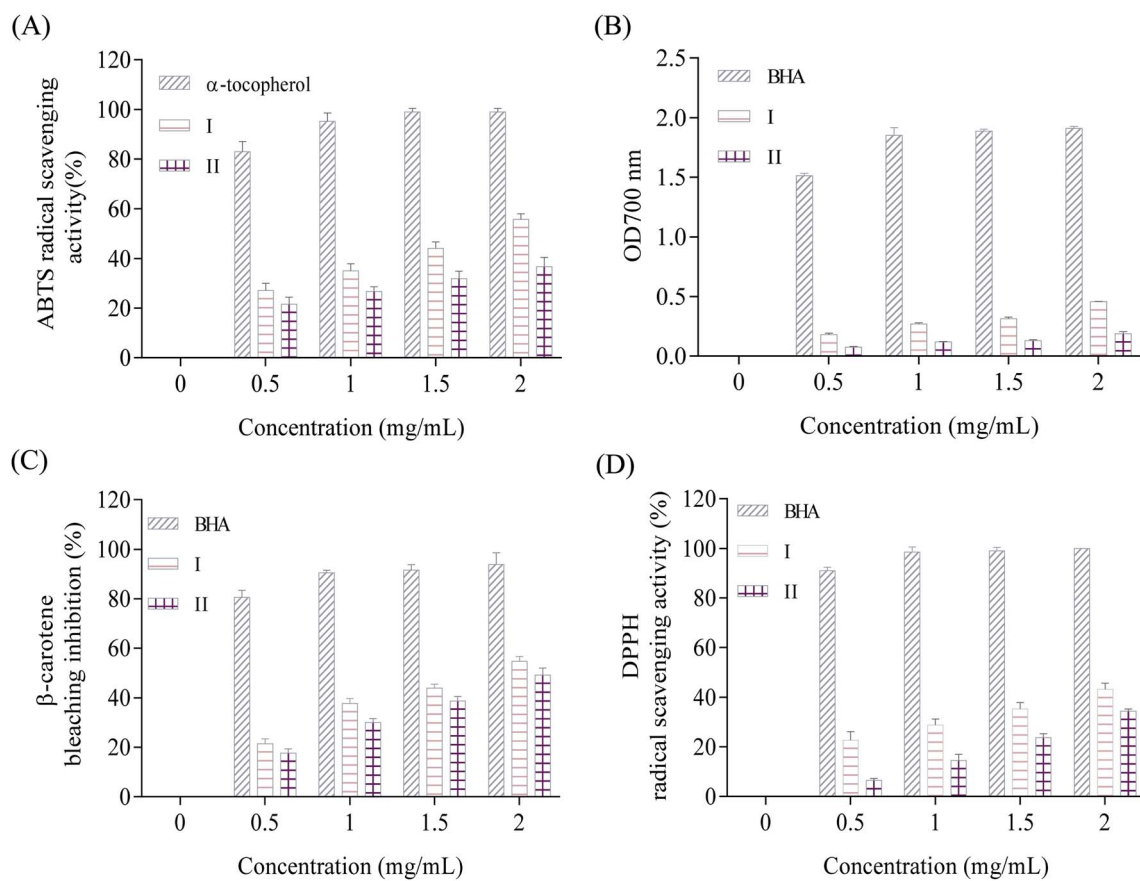 (A)
ABTS radical scavenging
activity(%)
120
100
80
60
40
20
0
α-tocopherol
I
II
0 0.5 1 1.5 2
Concentration (mg/mL)
(B)
OD700 nm
2.5
2.0
1.5
1.0
0.5
0.0
BHA
I
II
0 0.5 1 1.5 2
Concentration (mg/mL)
(C)
β-carotene
bleaching inhibition (%)
120
100
80
60
40
20
0
BHA
I
II
0 0.5 1 1.5 2
Concentration (mg/mL)
(D)
DPPH
radical scavenging activity (%)
120
100
80
60
40
20
0
BHA
I
II
0 0.5 1 1.5 2
Concentration (mg/mL)